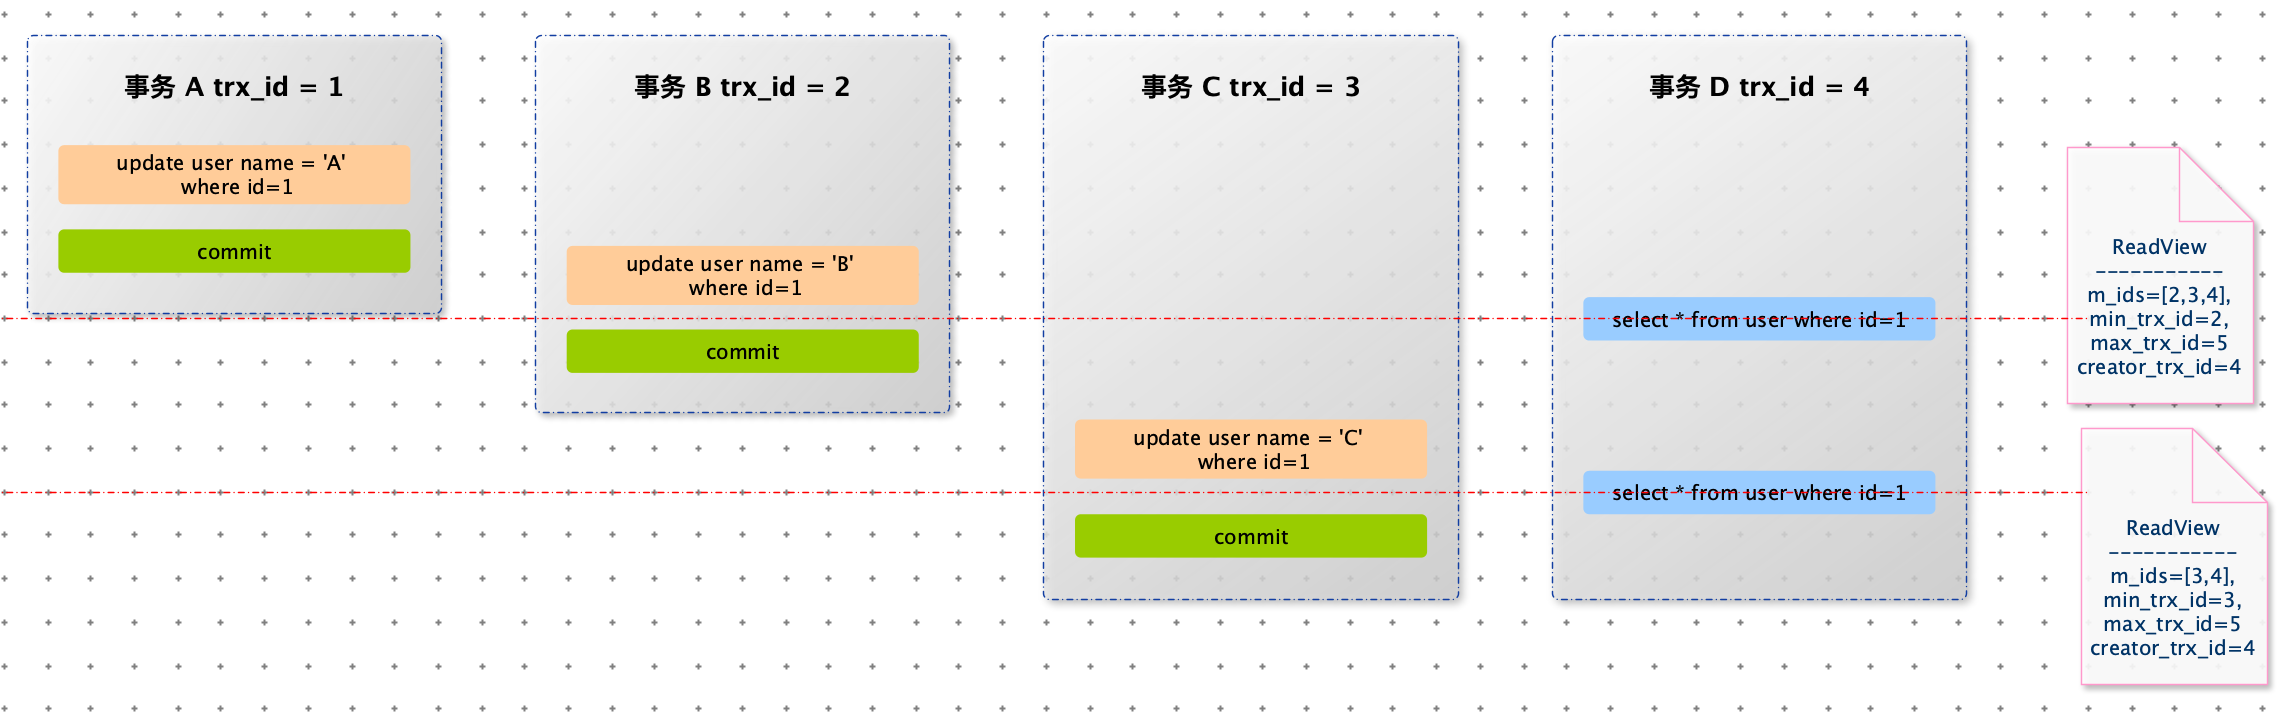 事务 A trx_id = 1
update user name = 'A'
where id=1
commit
事务 B trx_id = 2
update user name = 'B'
where id=1
commit
事务 C trx_id = 3
update user name = 'C'
where id=1
commit
事务 D trx_id = 4
select * from user where id=1
select * from user where id=1
ReadView
-----------
m_ids=[2,3,4],
min_trx_id=2,
max_trx_id=5
creator_trx_id=4
ReadView
-----------
m_ids=[3,4],
min_trx_id=3,
max_trx_id=5
creator_trx_id=4